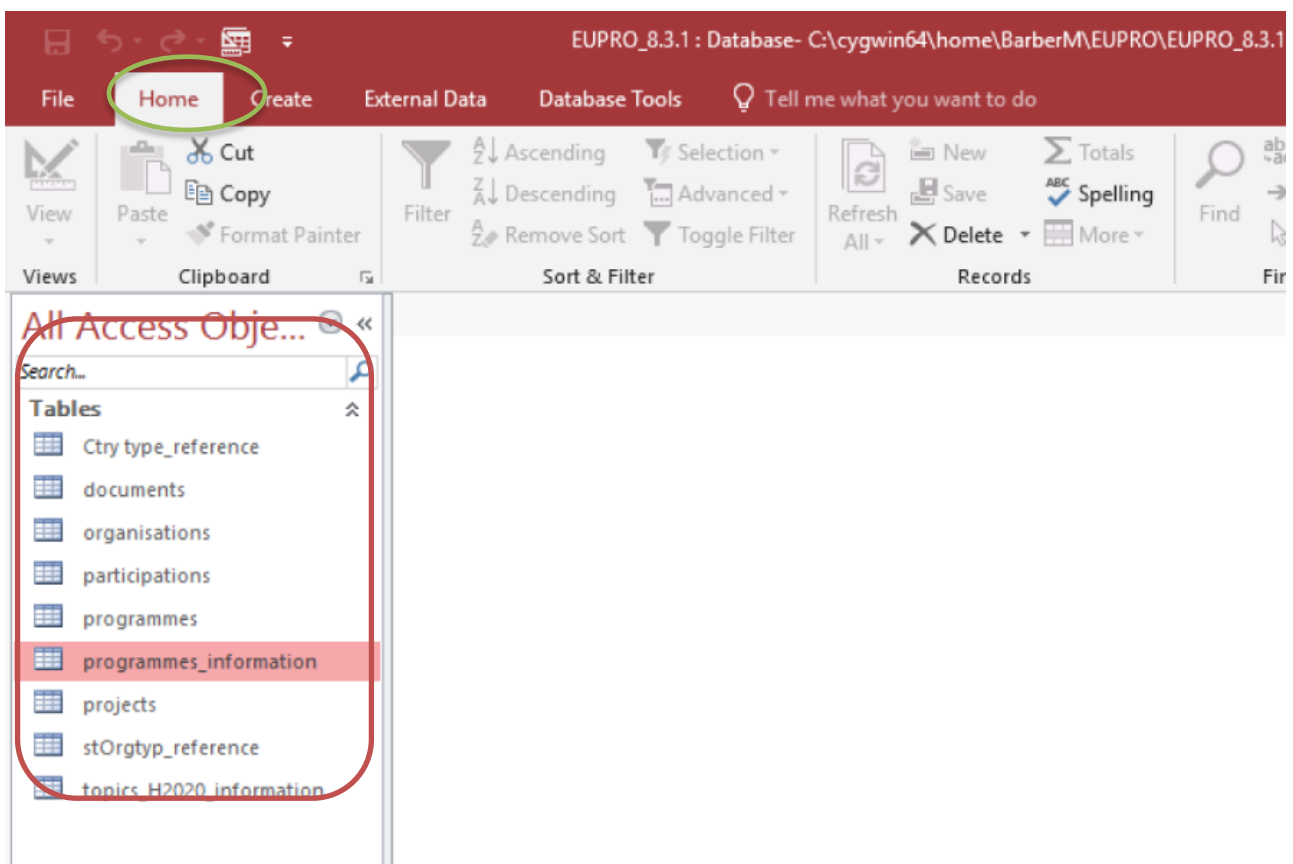 EUPRO_8.3.1 : Database- C:\cygwin64\home\BarberM\EUPRO\EUPRO_8.3.1
File Home Create External Data Database Tools Tell me what you want to do
Cut Ascending Selection New Totals
Copy Descending Advanced Save ABC Spelling
View Paste Format Painter Filter Remove Sort Toggle Filter Refresh All Delete More Find
Views Clipboard Sort & Filter Records Fin
All Access Obje...
Search...
Tables
Ctry type_reference
documents
organisations
participations
programmes
programmes_information
projects
stOrgtyp_reference
topics_H2020_information